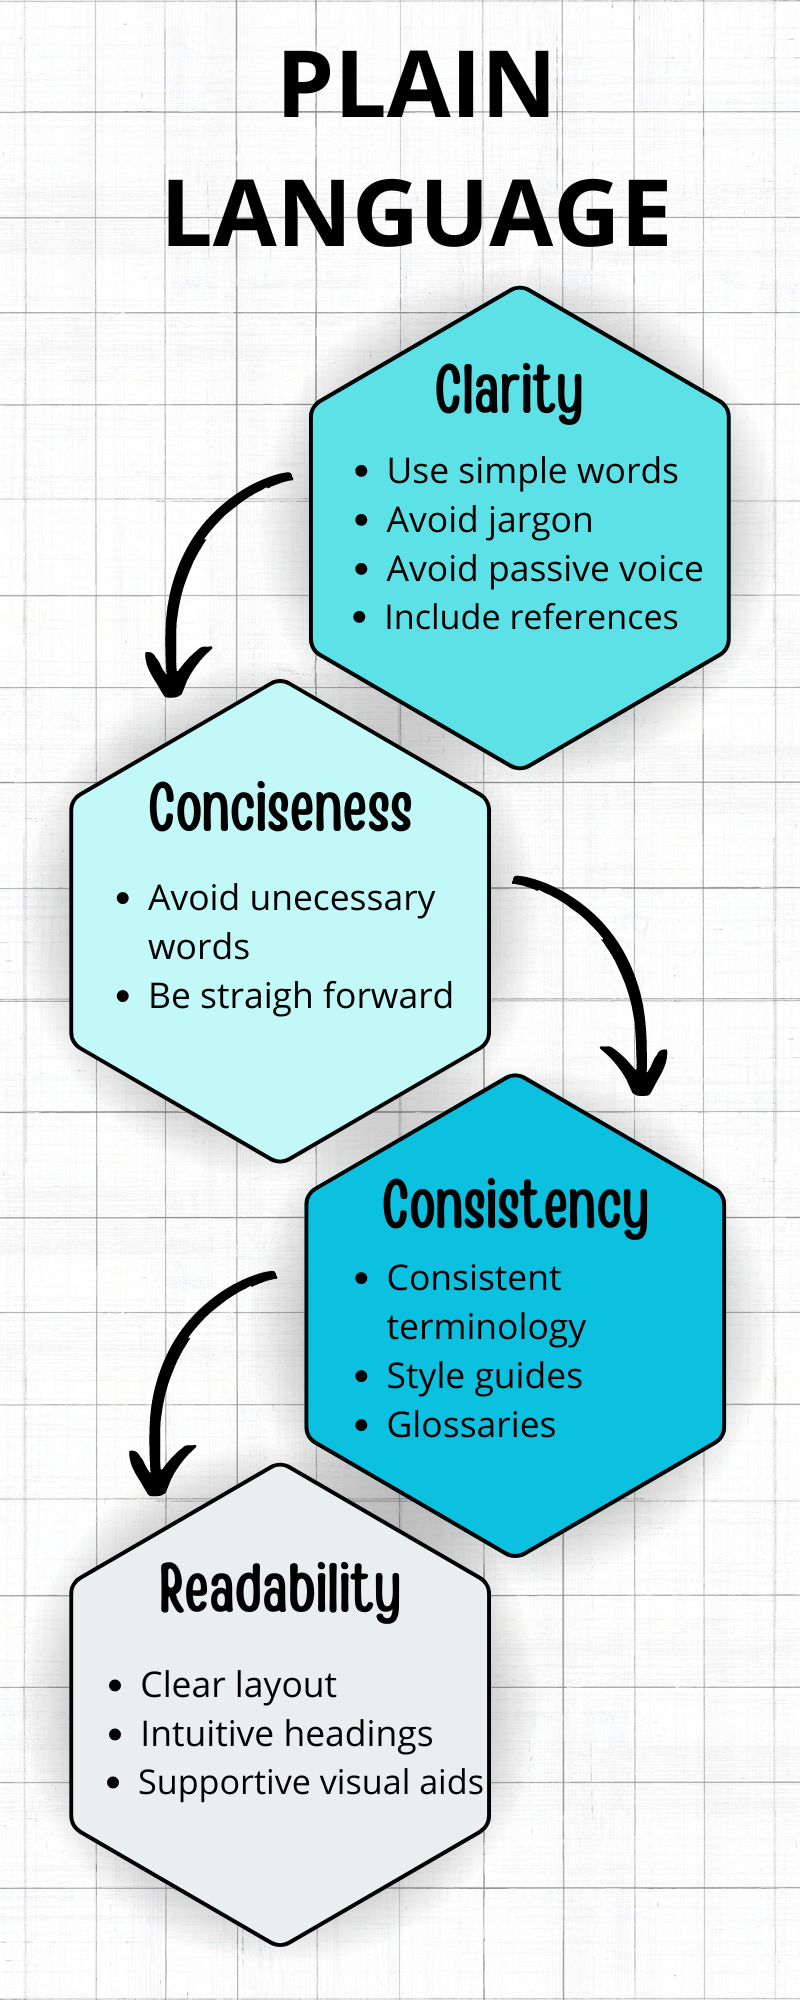 PLAIN
LANGUAGE
Clarity
• Use simple words
• Avoid jargon
• Avoid passive voice
• Include references
Conciseness
• Avoid unecessary
words
• Be straigh forward
Consistency
• Consistent
terminology
• Style guides
• Glossaries
Readability
• Clear layout
• Intuitive headings
• Supportive visual aids